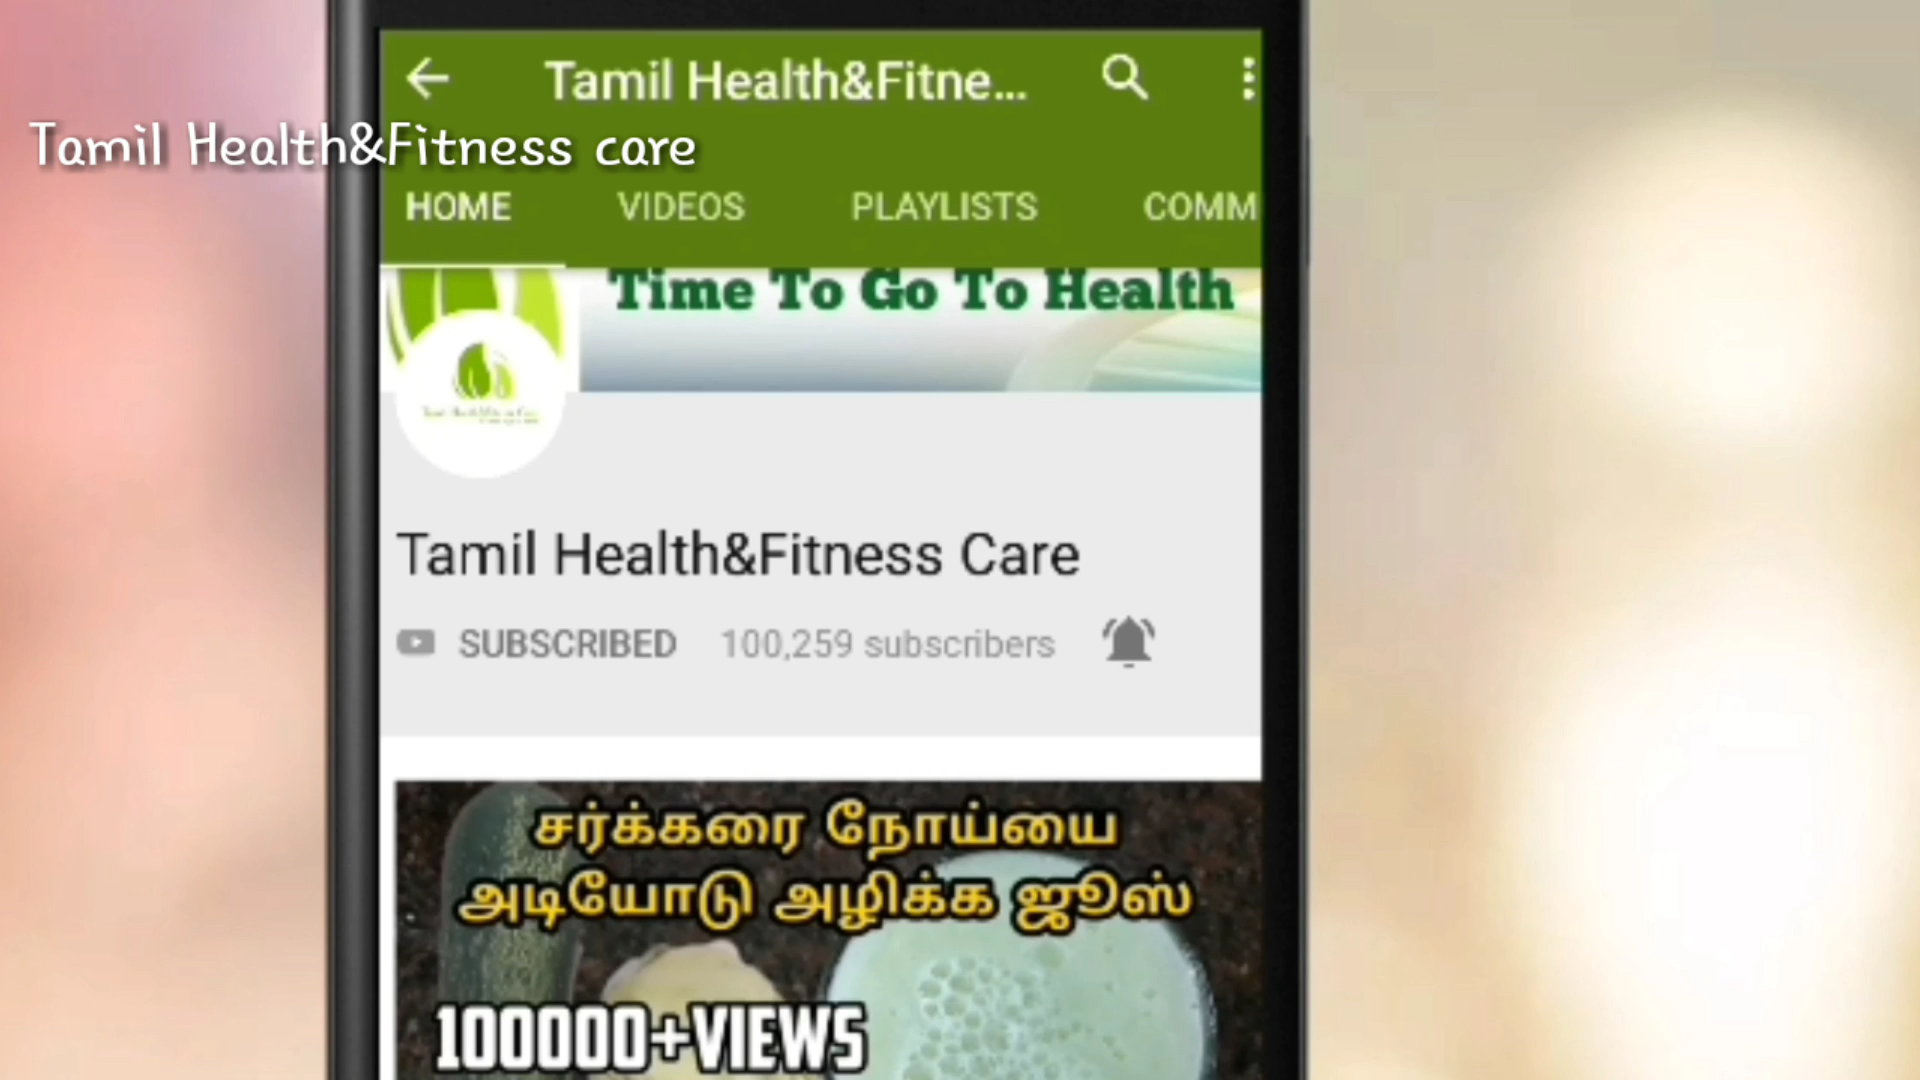 Tamil Health&Fitne...
Tamil Health&Fitness care
HOME VIDEOS PLAYLISTS COMM
Time To Go To Health
Tamil Health&Fitness Care
SUBSCRIBED 100,259 subscribers
சர்க்கரை நோய்யை
அடியோடு அழிக்க ஜூஸ்
100000+VIEWS